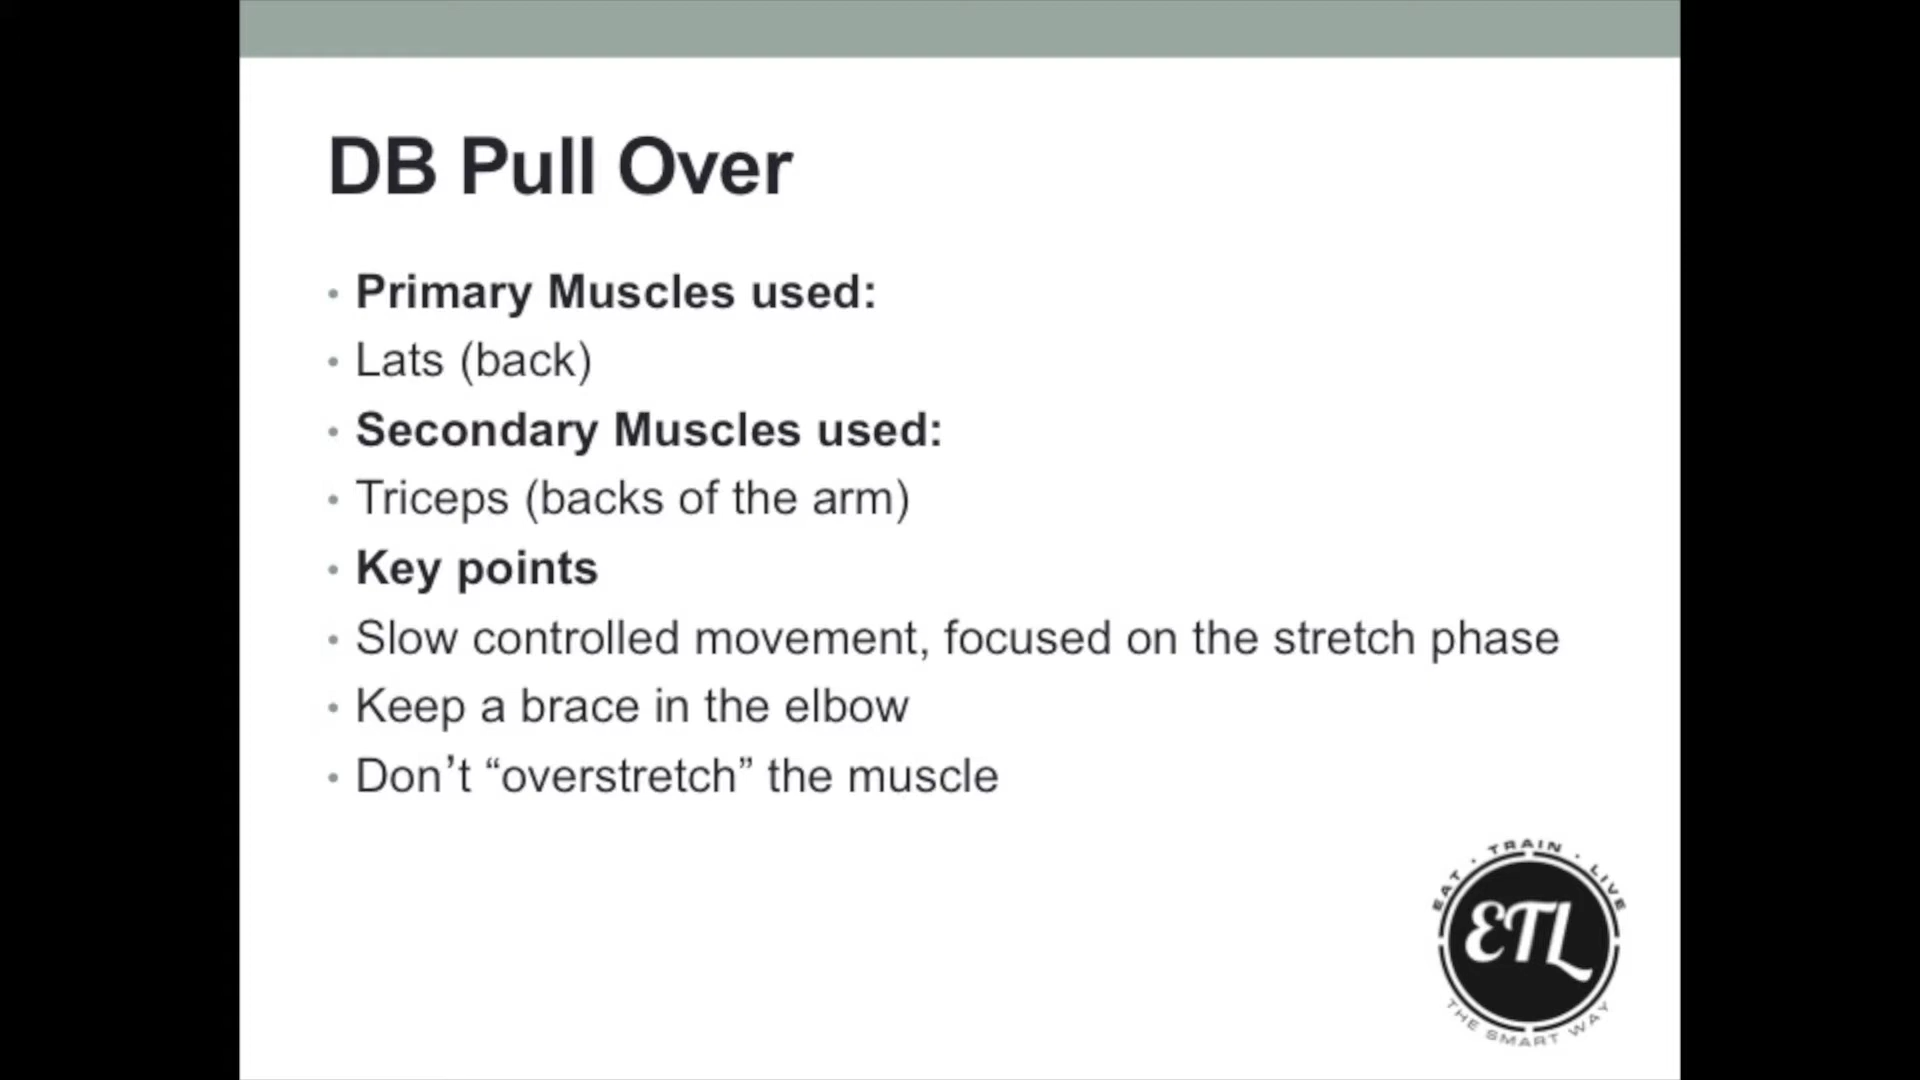 DB Pull Over
• Primary Muscles used:
• Lats (back)
• Secondary Muscles used:
• Triceps (backs of the arm)
• Key points
• Slow controlled movement, focused on the stretch phase
• Keep a brace in the elbow
• Don’t “overstretch” the muscle
EAT · TRAIN · LIVE
ETL
THE SMART WAY